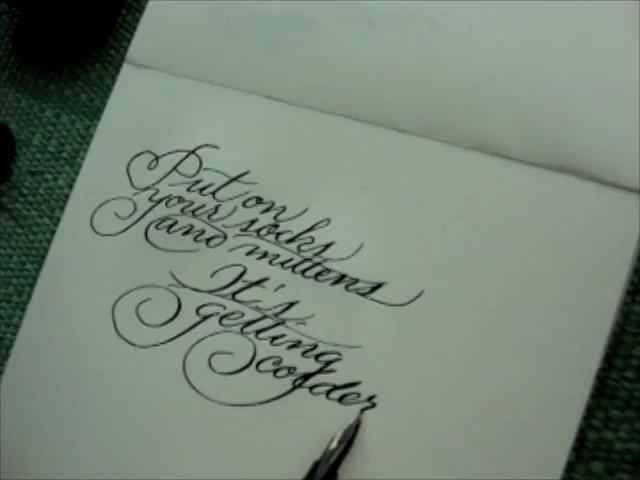 Put on
your socks
and mittens
It's
getting
colder